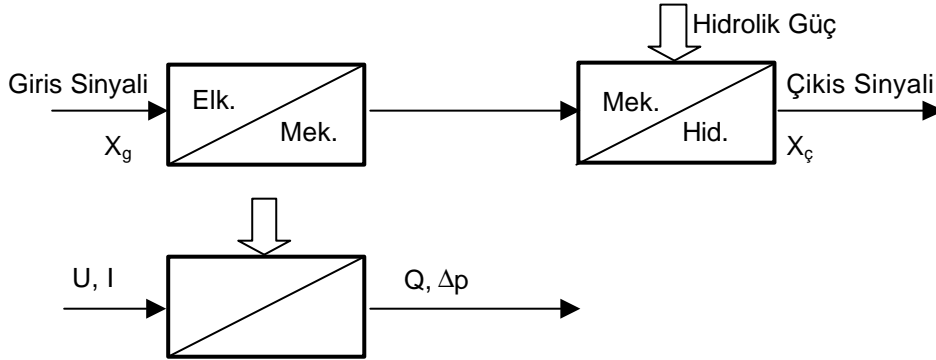 Hidrolik Güç
Giris Sinyali
Elk.
Mek.
Mek.
Hid.
Çikis Sinyali
Xg
Xç
U, I
Q, Δp